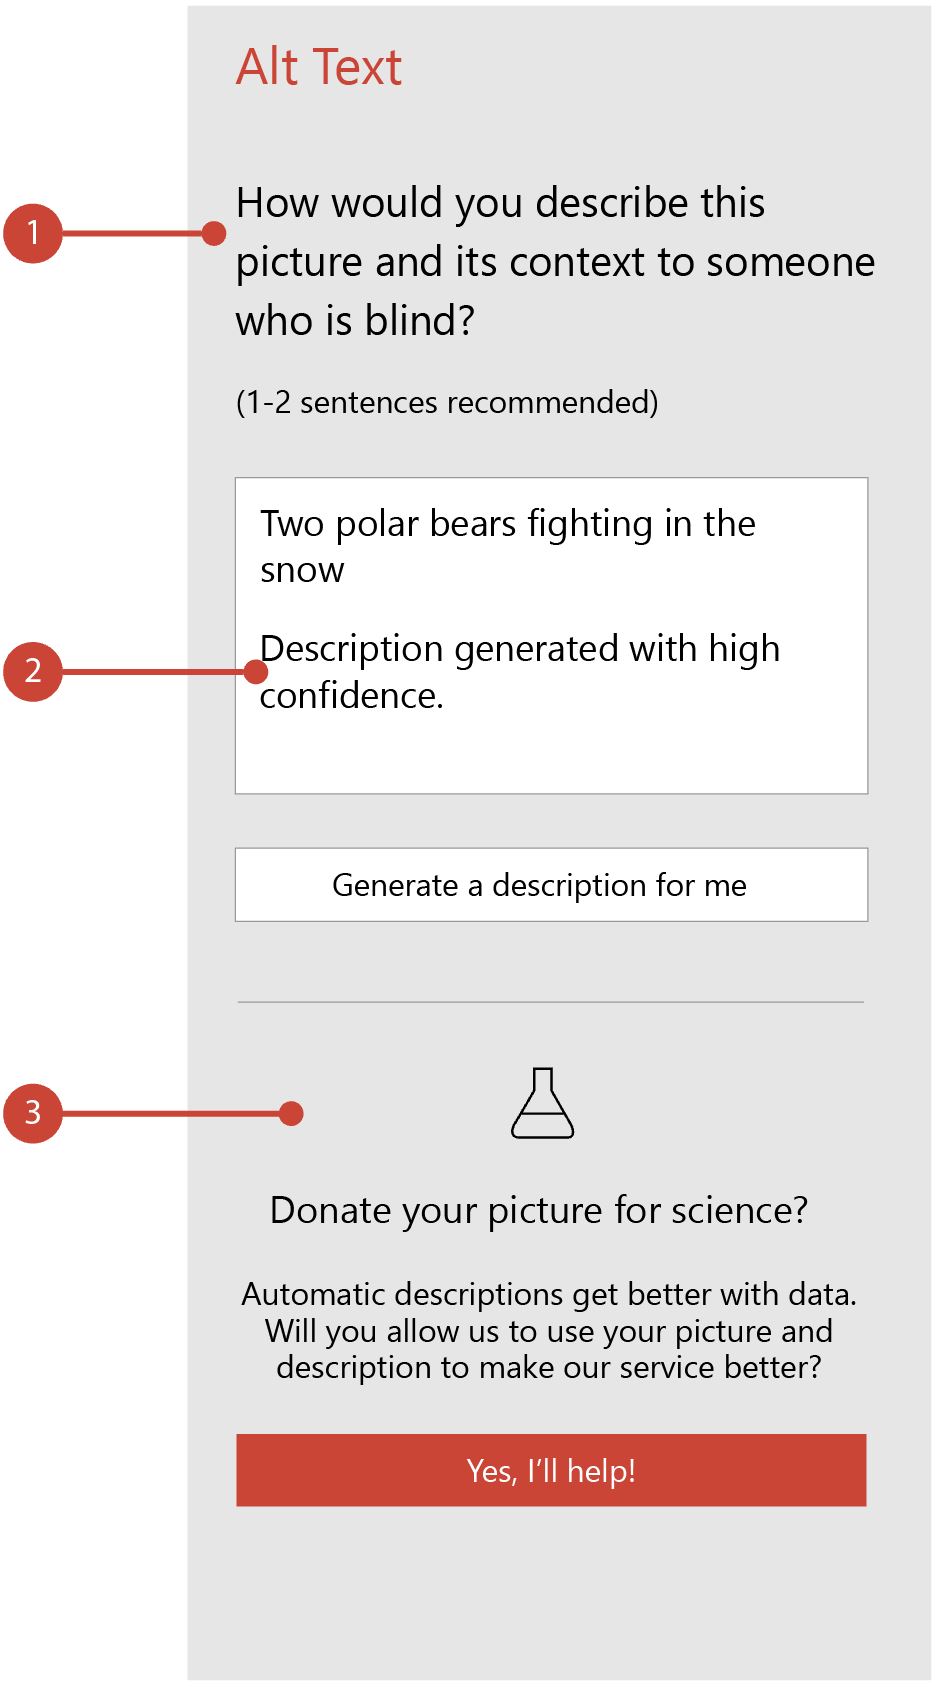 Alt Text
1
How would you describe this
picture and its context to someone
who is blind?
(1-2 sentences recommended)
Two polar bears fighting in the
snow
2
Description generated with high
confidence.
Generate a description for me
3
Donate your picture for science?
Automatic descriptions get better with data.
Will you allow us to use your picture and
description to make our service better?
Yes, I’ll help!